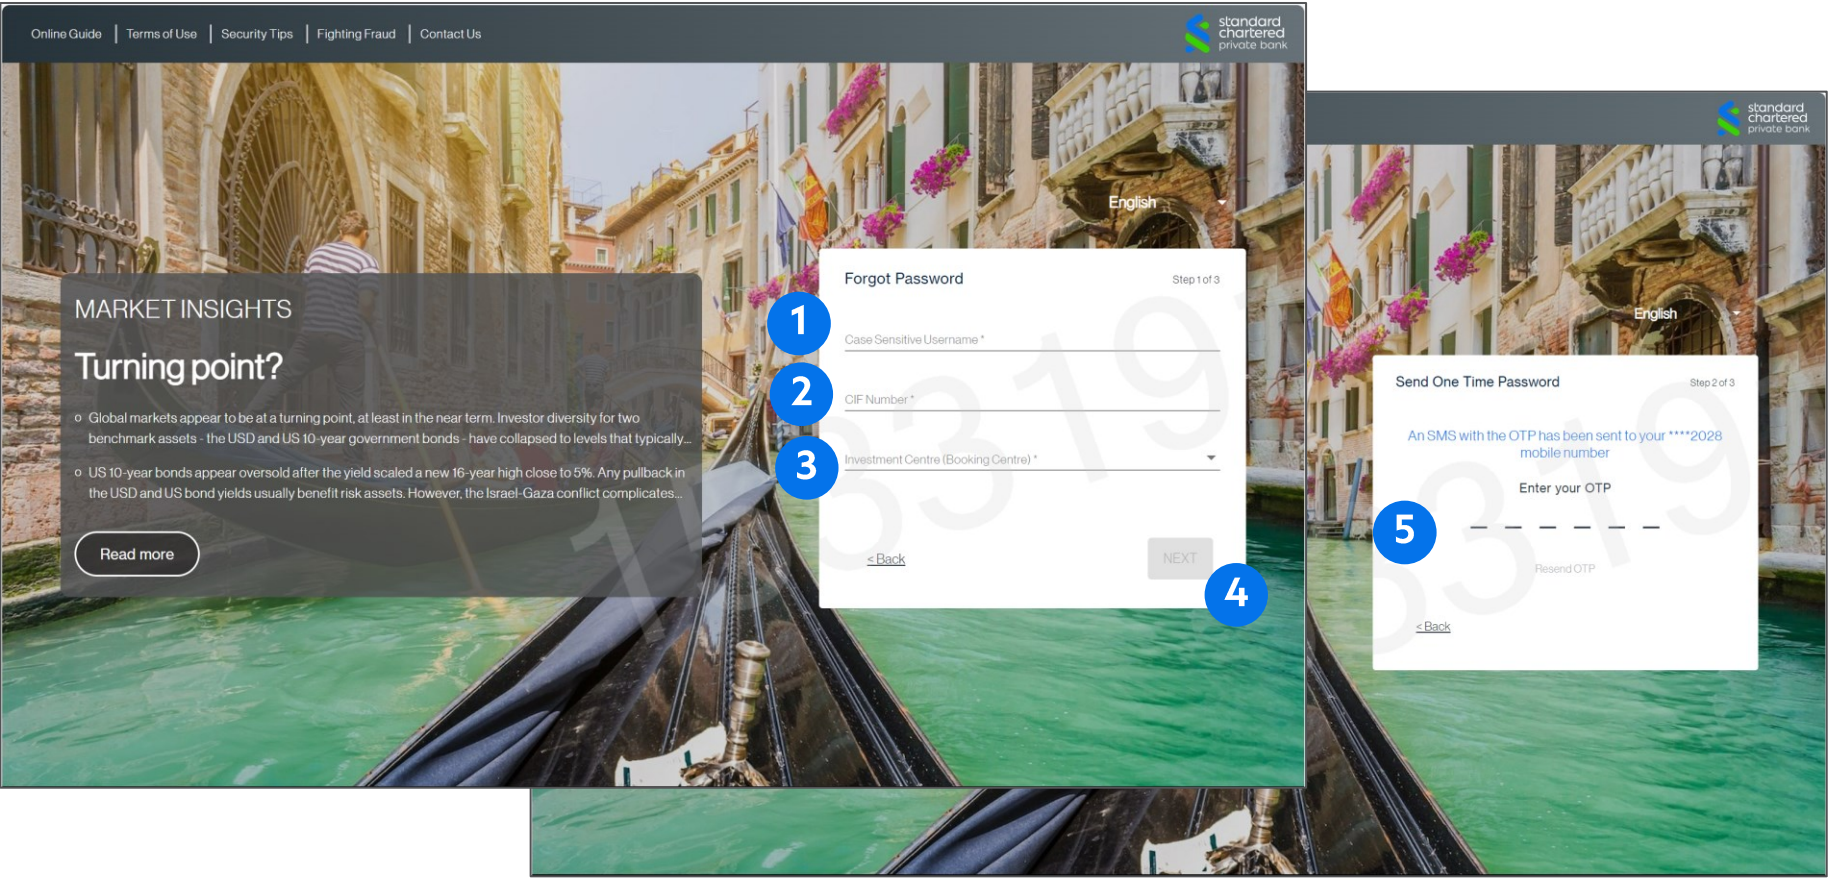 Online Guide | Terms of Use | Security Tips | Fighting Fraud | Contact Us
standard
chartered
private bank
English
MARKET INSIGHTS
Turning point?
Global markets appear to be at a turning point, at least in the near term. Investor diversity for two
benchmark assets - the USD and US 10-year government bonds - have collapsed to levels that typically...
US 10-year bonds appear oversold after the yield scaled a new 16-year high close to 5%. Any pullback in
the USD and US bond yields usually benefit risk assets. However, the Israel-Gaza conflict complicates...
Read more
Forgot Password
Step 1 of 3
1
Case Sensitive Username *
2
CIF Number *
3
Investment Centre (Booking Centre) *
< Back
NEXT
4
standard
chartered
private bank
English
Send One Time Password
Step 2 of 3
An SMS with the OTP has been sent to your ****2028
mobile number
Enter your OTP
5
Resend OTP
< Back